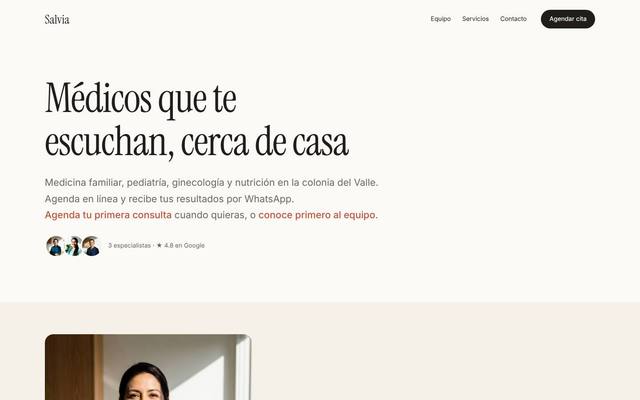 Salvia
Equipo Servicios Contacto Agendar cita
Médicos que te
escuchan, cerca de casa
Medicina familiar, pediatría, ginecología y nutrición en la colonia del Valle.
Agenda en línea y recibe tus resultados por WhatsApp.
Agenda tu primera consulta cuando quieras, o conoce primero al equipo.
3 especialistas · ★ 4.8 en Google